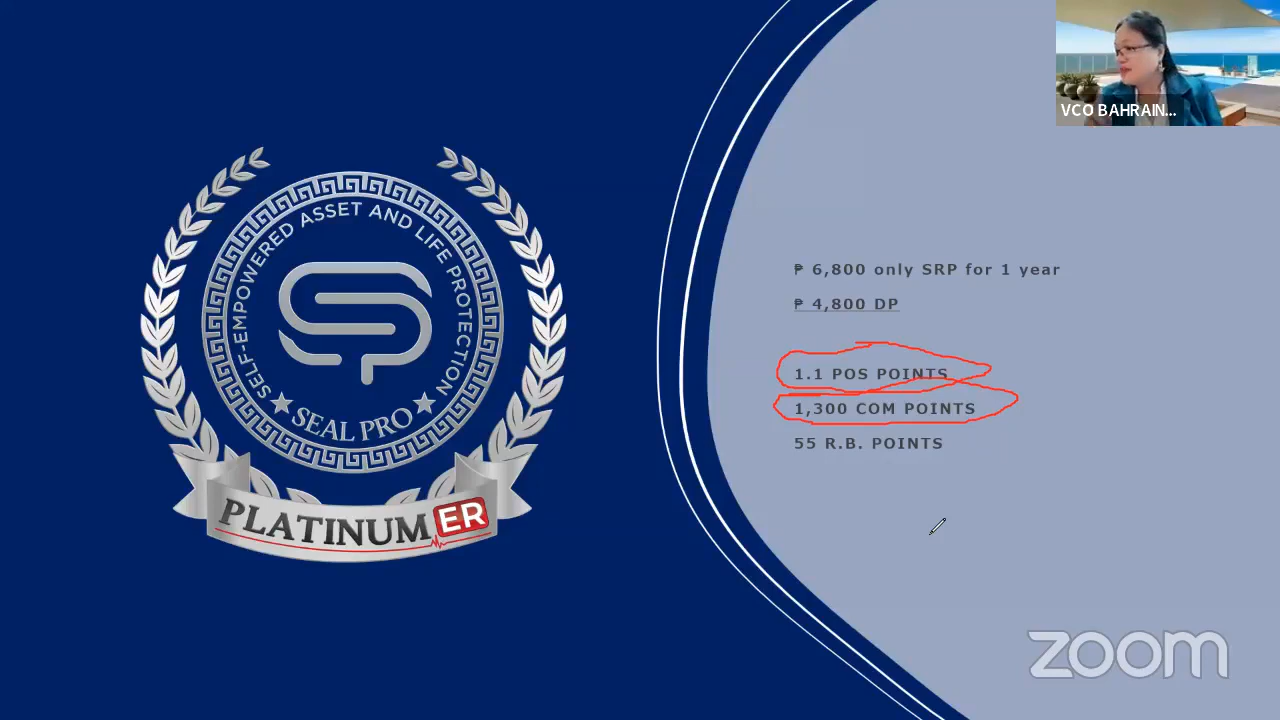 VCO BAHRAIN...
SELF-EMPOWERED ASSET AND LIFE PROTECTION
SP
★ SEAL PRO ★
PLATINUM ER
₱ 6,800 only SRP for 1 year
₱ 4,800 DP
1.1 POS POINTS
1,300 COM POINTS
55 R.B. POINTS
zoom